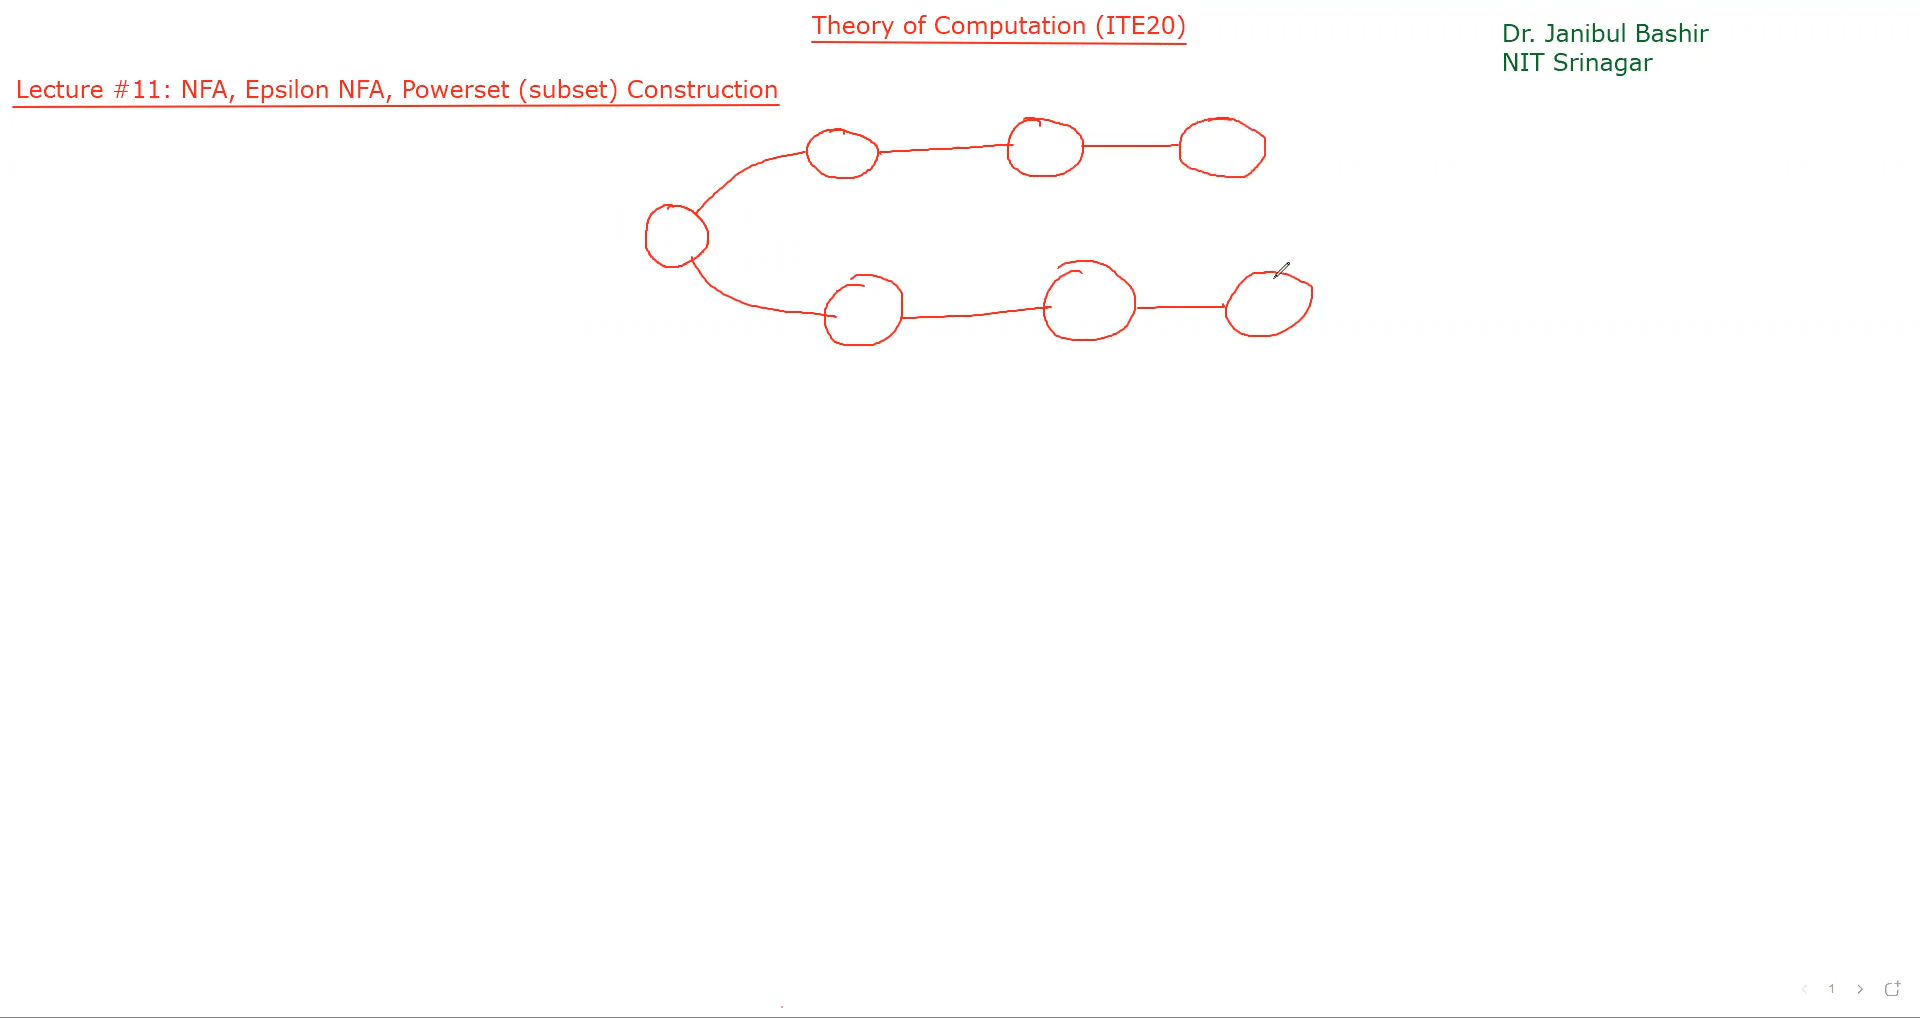 Theory of Computation (ITE20)
Dr. Janibul Bashir
NIT Srinagar
Lecture #11: NFA, Epsilon NFA, Powerset (subset) Construction
1